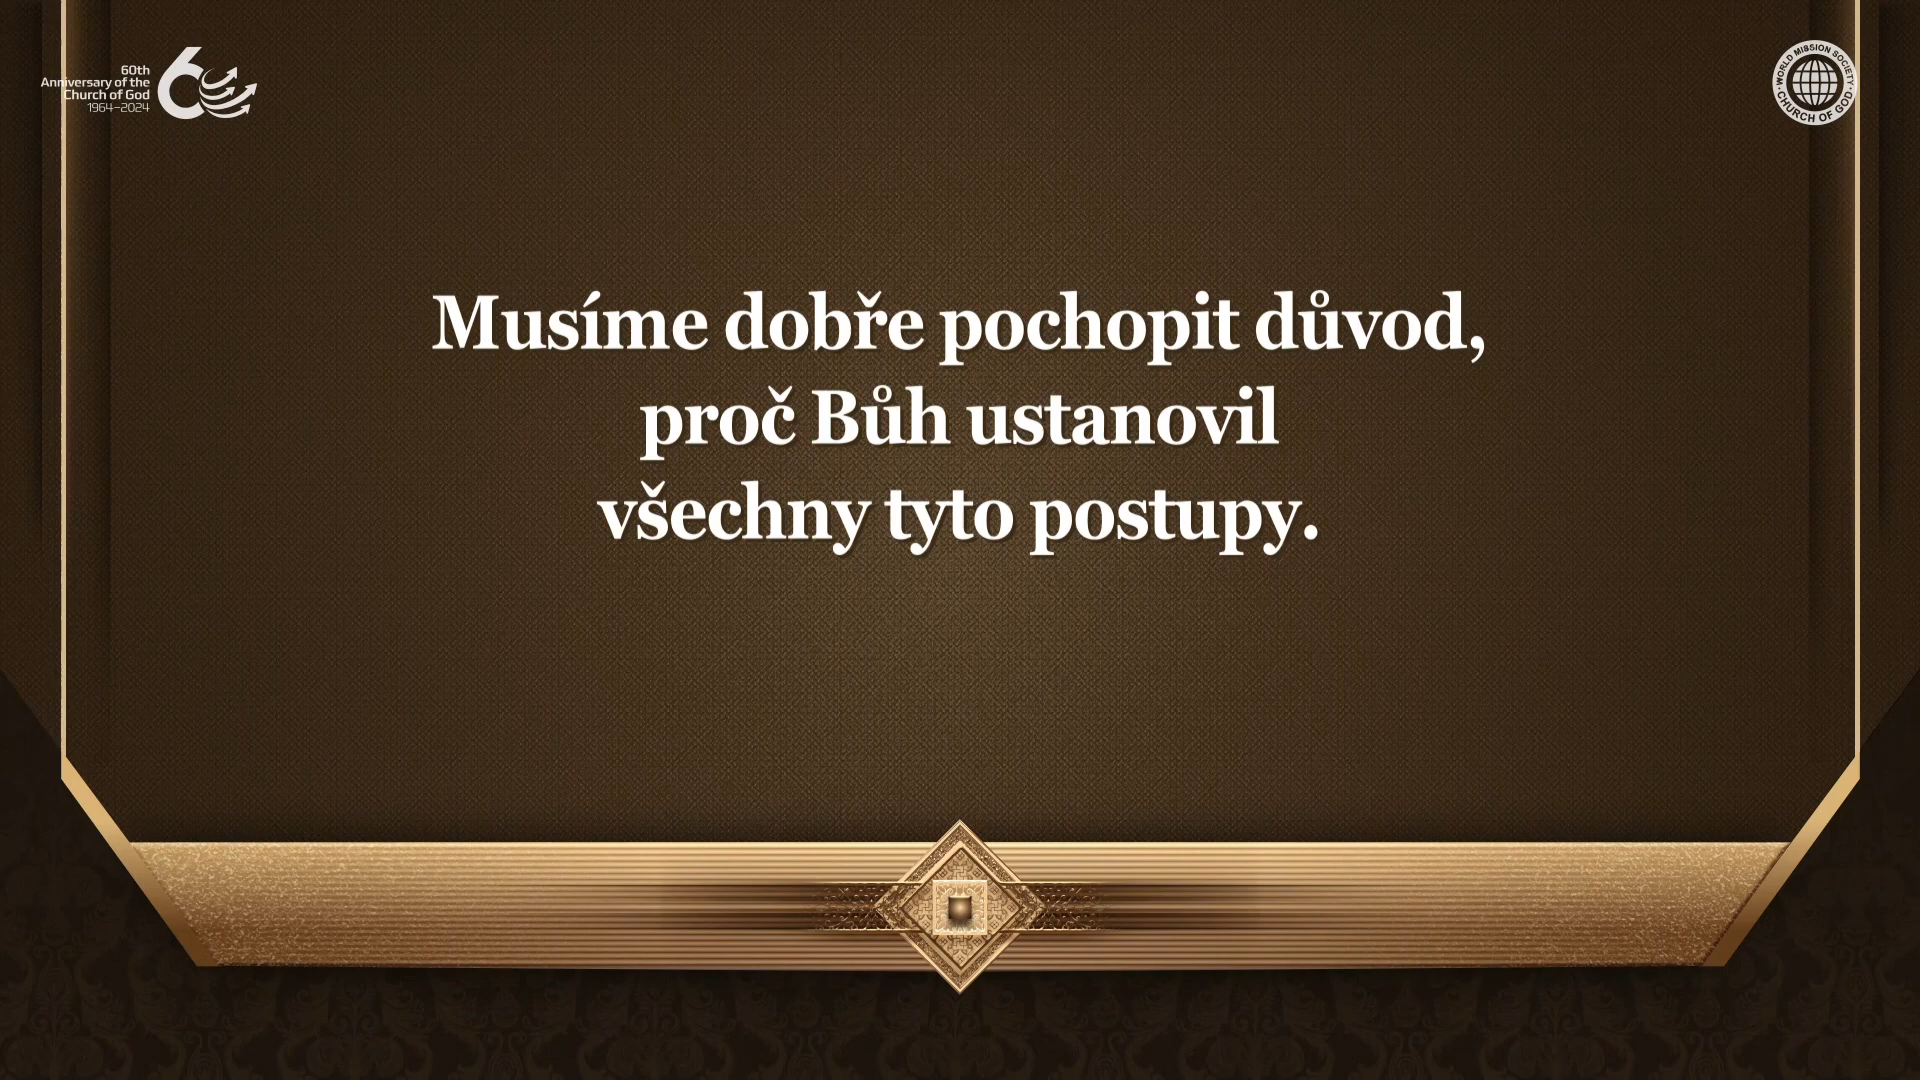 60th
Anniversary of the
Church of God
1964–2024
WORLD MISSION SOCIETY
CHURCH OF GOD
Musíme dobře pochopit důvod,
proč Bůh ustanovil
všechny tyto postupy.